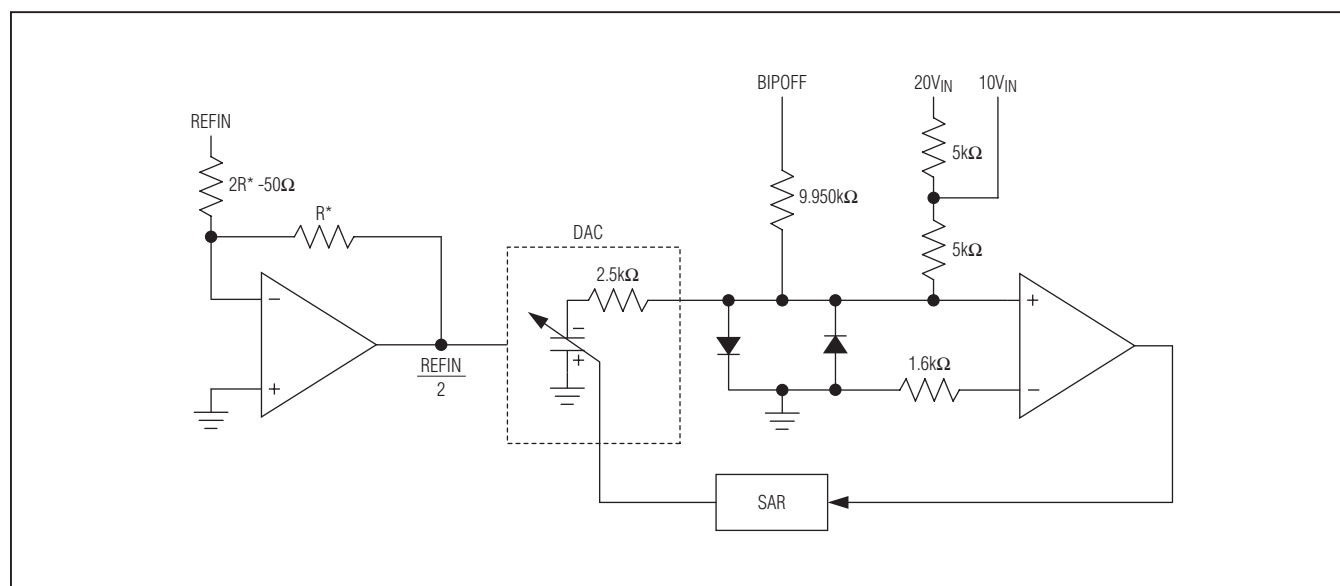 BIPOFF
20VIN
10VIN
REFIN
2R* -50Ω
5kΩ
9.950kΩ
R*
DAC
5kΩ
2.5kΩ
−
+
−
+
REFIN
2
+
−
1.6kΩ
SAR